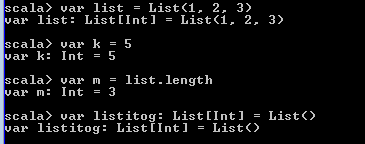 scala> var list = List(1, 2, 3)
var list: List[Int] = List(1, 2, 3)
scala> var k = 5
var k: Int = 5
scala> var m = list.length
var m: Int = 3
scala> var listitog: List[Int] = List()
var listitog: List[Int] = List()